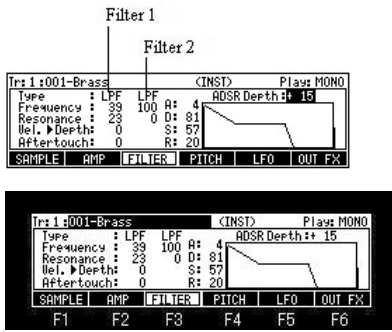 Filter 1
Filter 2
Tr: 1 :001-Brass (INST) Play: MONO
Type : LPF LPF ADSR Depth :+ 15
Frequency : 39 100 A: 4
Resonance : 23 0 D: 81
Vel. ▶Depth: 0 S: 57
Aftertouch: 0 R: 20
SAMPLE AMP FILTER PITCH LFO OUT FX
Tr: 1 :001-Brass (INST) Play: MONO
Type : LPF LPF ADSR Depth :+ 15
Frequency : 39 100 A: 4
Resonance : 23 0 D: 81
Vel. ▶Depth: 0 S: 57
Aftertouch: 0 R: 20
SAMPLE AMP FILTER PITCH LFO OUT FX
F1 F2 F3 F4 F5 F6